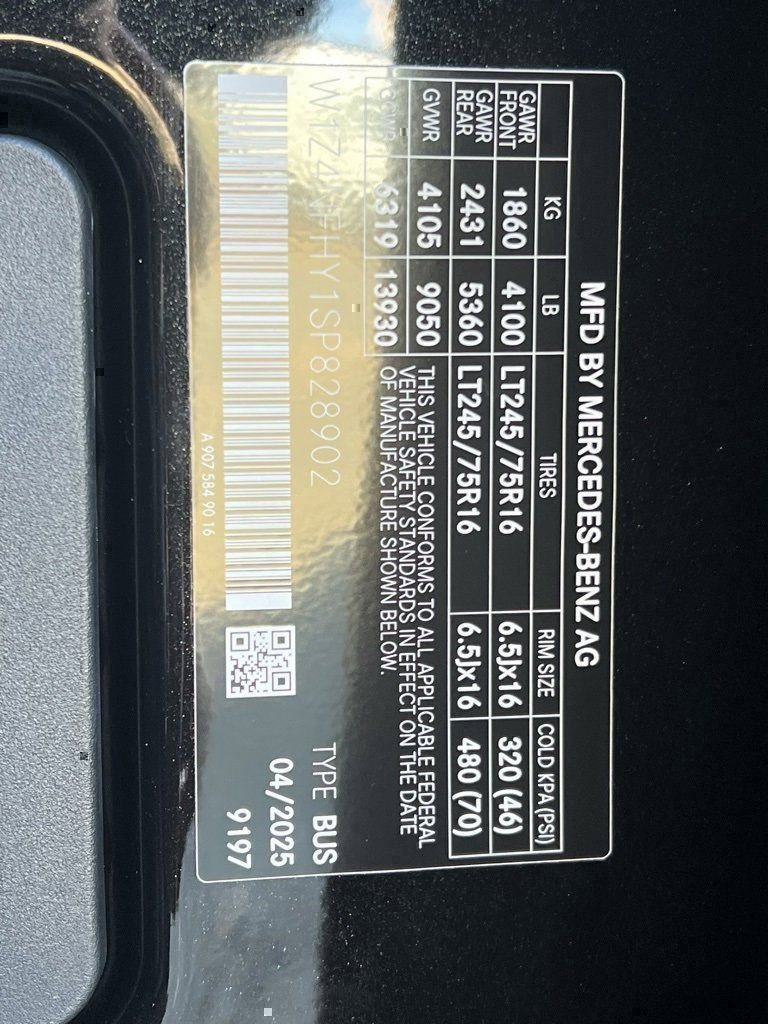 MFD BY MERCEDES-BENZ AG
KG LB TIRES RIM SIZE COLD KPA (PSI)
GAWR FRONT 1860 4100 LT245/75R16 6.5Jx16 320 (46)
GAWR REAR 2431 5360 LT245/75R16 6.5Jx16 480 (70)
GVWR 4105 9050
GCWR 6319 13930
THIS VEHICLE CONFORMS TO ALL APPLICABLE FEDERAL
VEHICLE SAFETY STANDARDS IN EFFECT ON THE DATE
OF MANUFACTURE SHOWN BELOW.
TYPE BUS
04/2025
9197
A 907 584 90 16